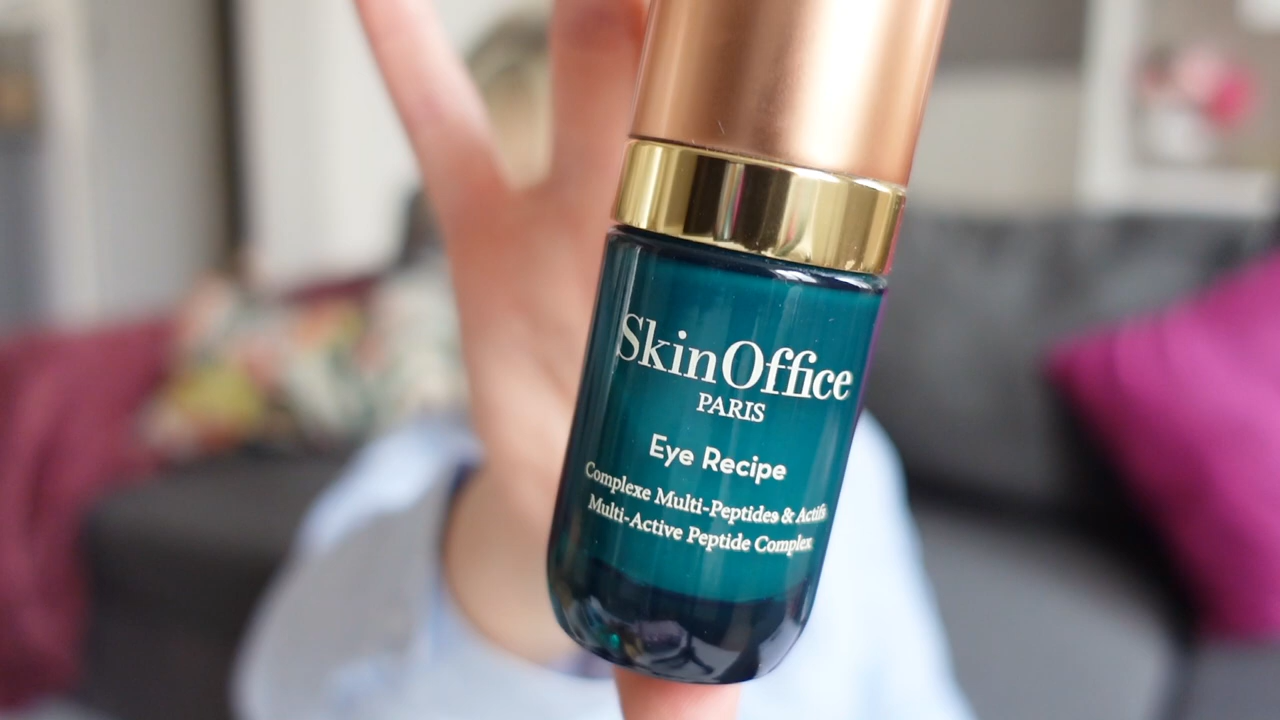 SkinOffice
PARIS
Eye Recipe
Complexe Multi-Peptides & Actifs
Multi-Active Peptide Complex